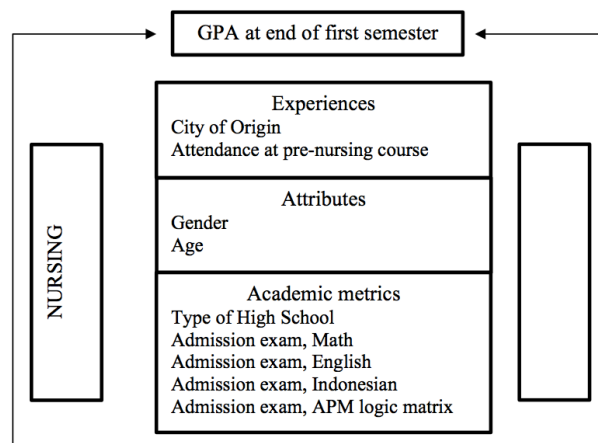 GPA at end of first semester
Experiences
City of Origin
Attendance at pre-nursing course
Attributes
Gender
Age
Academic metrics
Type of High School
Admission exam, Math
Admission exam, English
Admission exam, Indonesian
Admission exam, APM logic matrix
NURSING